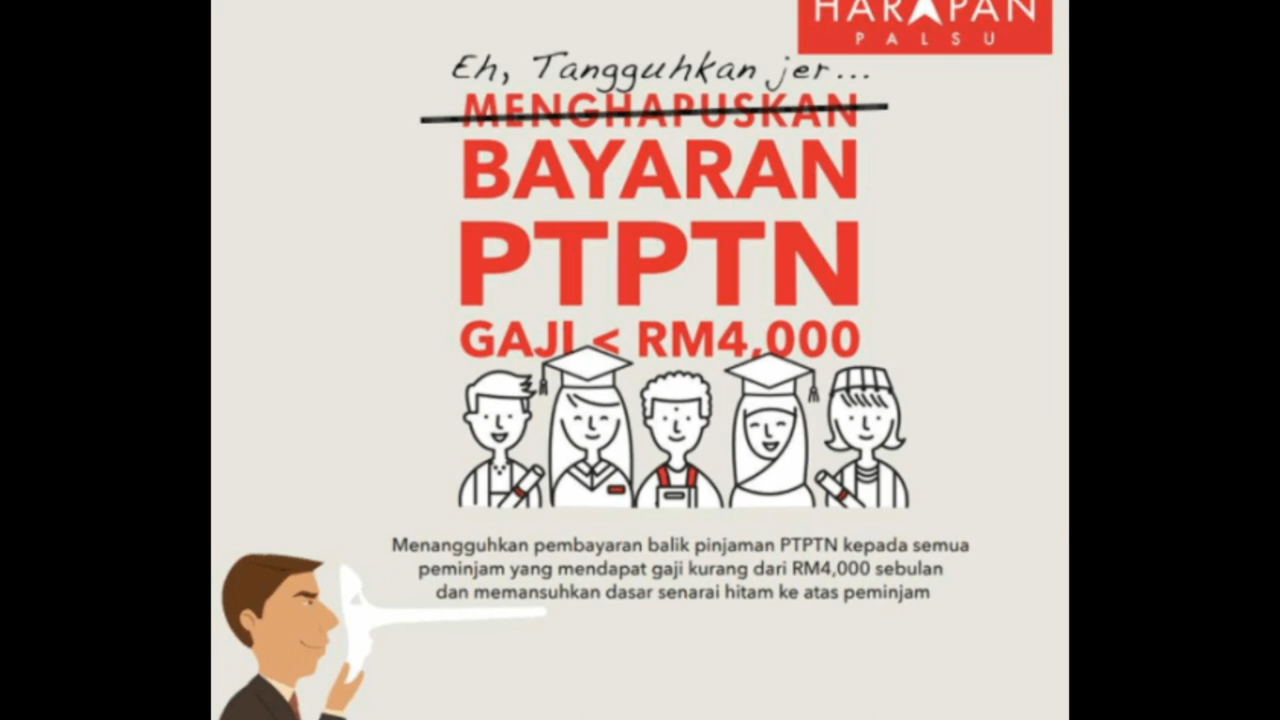 HARAPAN
PALSU
Eh, Tangguhkan jer...
MENGHAPUSKAN
BAYARAN
PTPTN
GAJI < RM4,000
Menangguhkan pembayaran balik pinjaman PTPTN kepada semua
peminjam yang mendapat gaji kurang dari RM4,000 sebulan
dan memansuhkan dasar senarai hitam ke atas peminjam